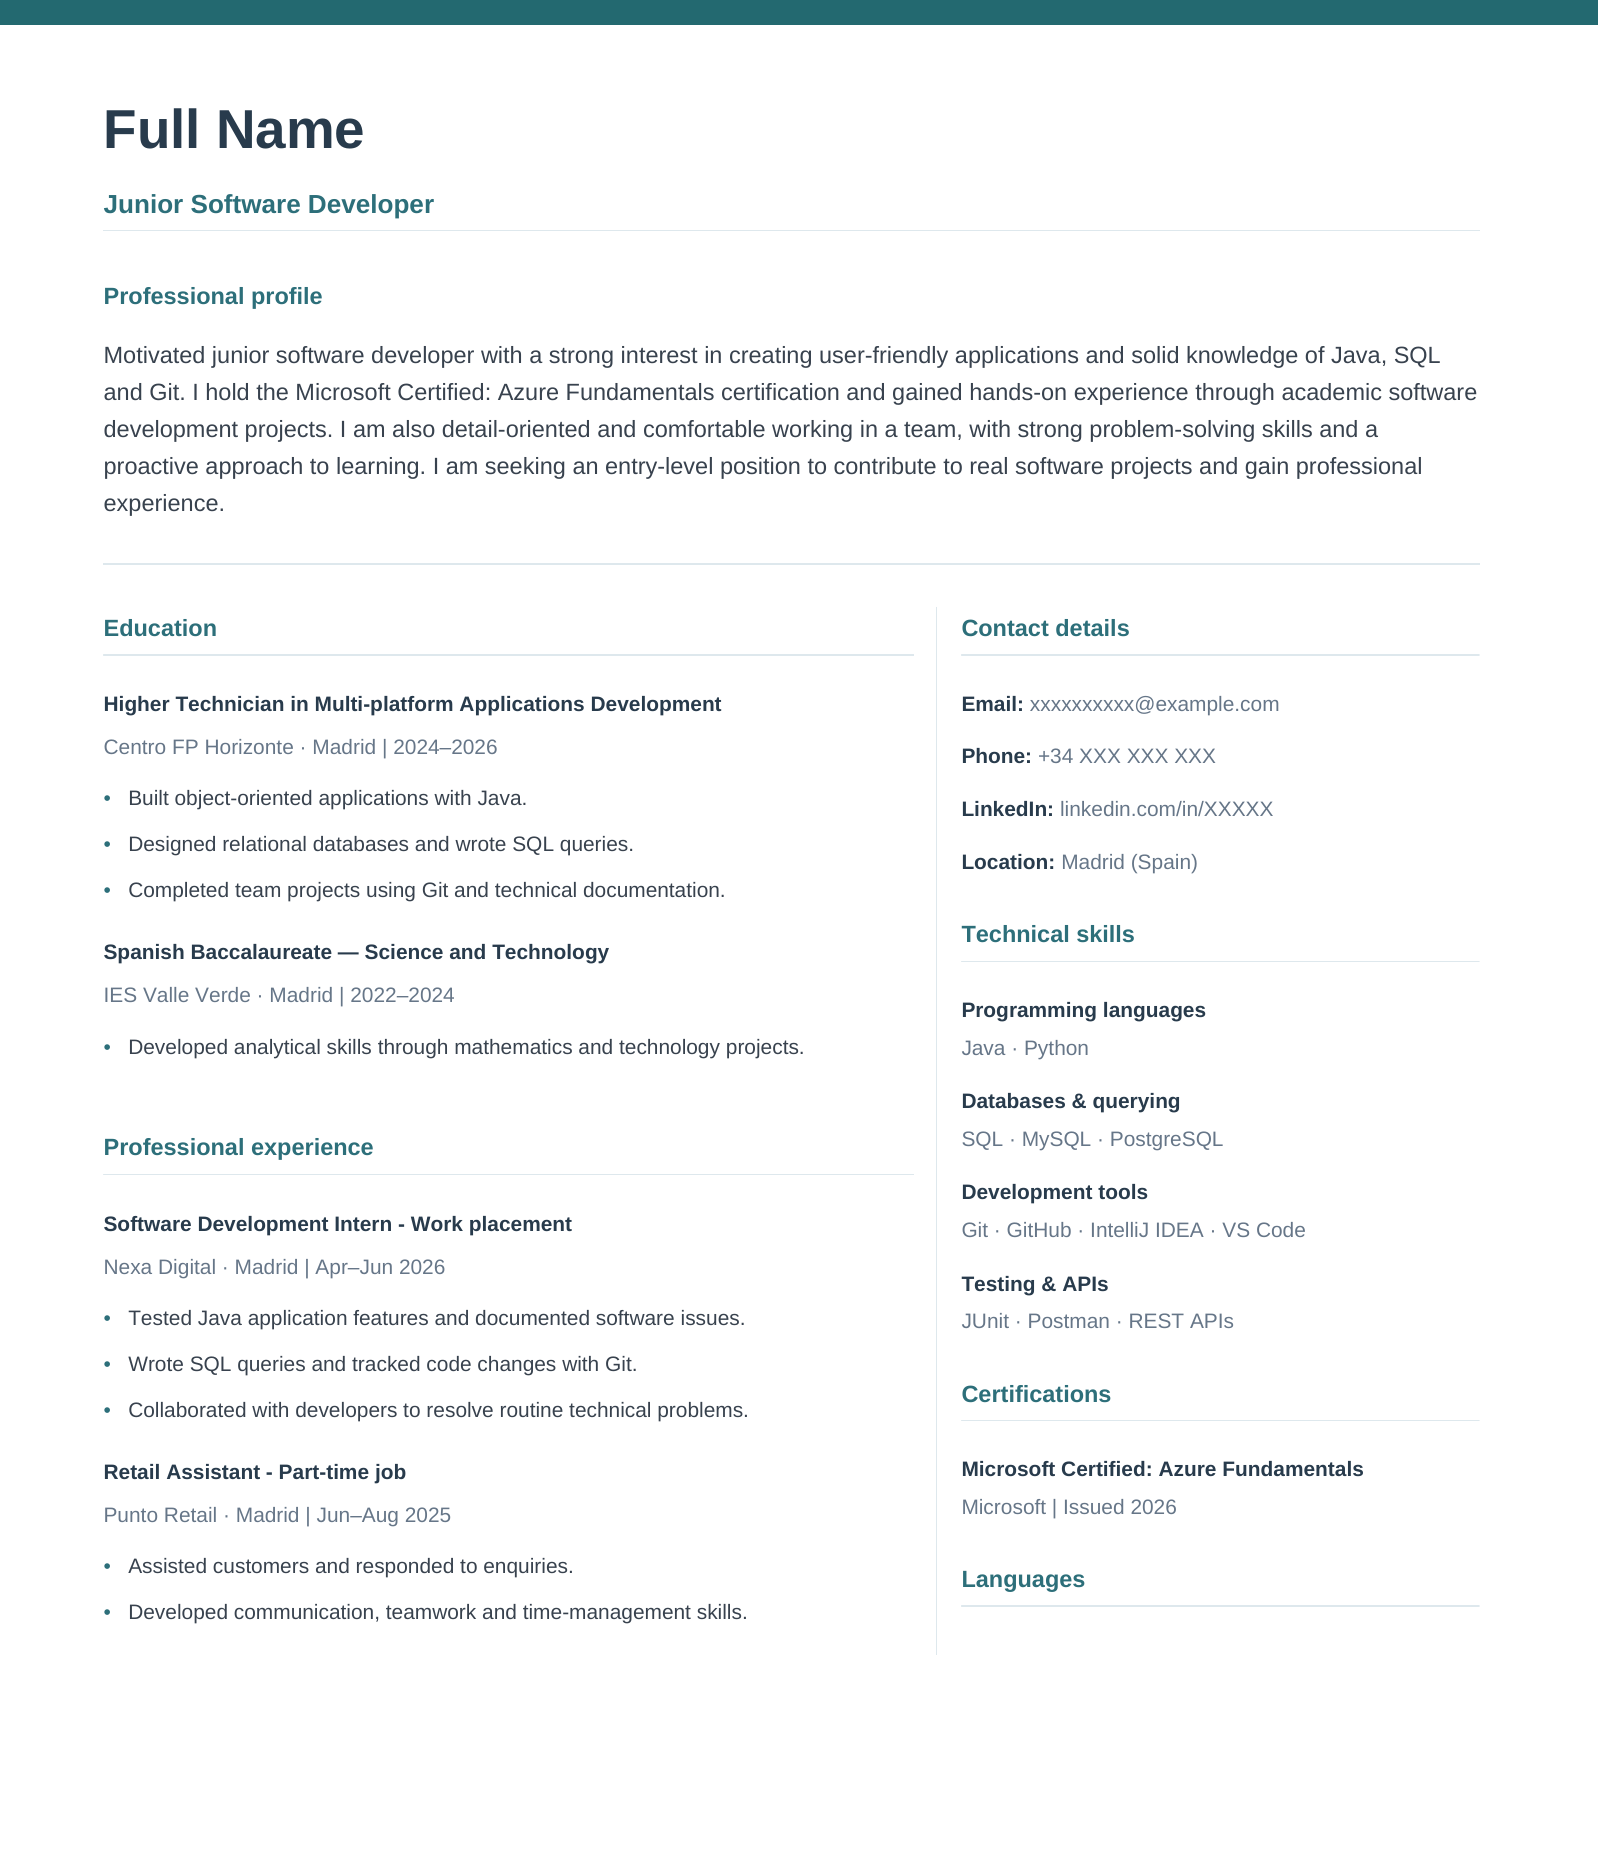 Full Name
Junior Software Developer
Professional profile
Motivated junior software developer with a strong interest in creating user-friendly applications and solid knowledge of Java, SQL
and Git. I hold the Microsoft Certified: Azure Fundamentals certification and gained hands-on experience through academic software
development projects. I am also detail-oriented and comfortable working in a team, with strong problem-solving skills and a
proactive approach to learning. I am seeking an entry-level position to contribute to real software projects and gain professional
experience.
Education
Higher Technician in Multi-platform Applications Development
Centro FP Horizonte · Madrid | 2024–2026
• Built object-oriented applications with Java.
• Designed relational databases and wrote SQL queries.
• Completed team projects using Git and technical documentation.
Spanish Baccalaureate — Science and Technology
IES Valle Verde · Madrid | 2022–2024
• Developed analytical skills through mathematics and technology projects.
Professional experience
Software Development Intern - Work placement
Nexa Digital · Madrid | Apr–Jun 2026
• Tested Java application features and documented software issues.
• Wrote SQL queries and tracked code changes with Git.
• Collaborated with developers to resolve routine technical problems.
Retail Assistant - Part-time job
Punto Retail · Madrid | Jun–Aug 2025
• Assisted customers and responded to enquiries.
• Developed communication, teamwork and time-management skills.
Contact details
Email: xxxxxxxxxx@example.com
Phone: +34 XXX XXX XXX
LinkedIn: linkedin.com/in/XXXXX
Location: Madrid (Spain)
Technical skills
Programming languages
Java · Python
Databases & querying
SQL · MySQL · PostgreSQL
Development tools
Git · GitHub · IntelliJ IDEA · VS Code
Testing & APIs
JUnit · Postman · REST APIs
Certifications
Microsoft Certified: Azure Fundamentals
Microsoft | Issued 2026
Languages